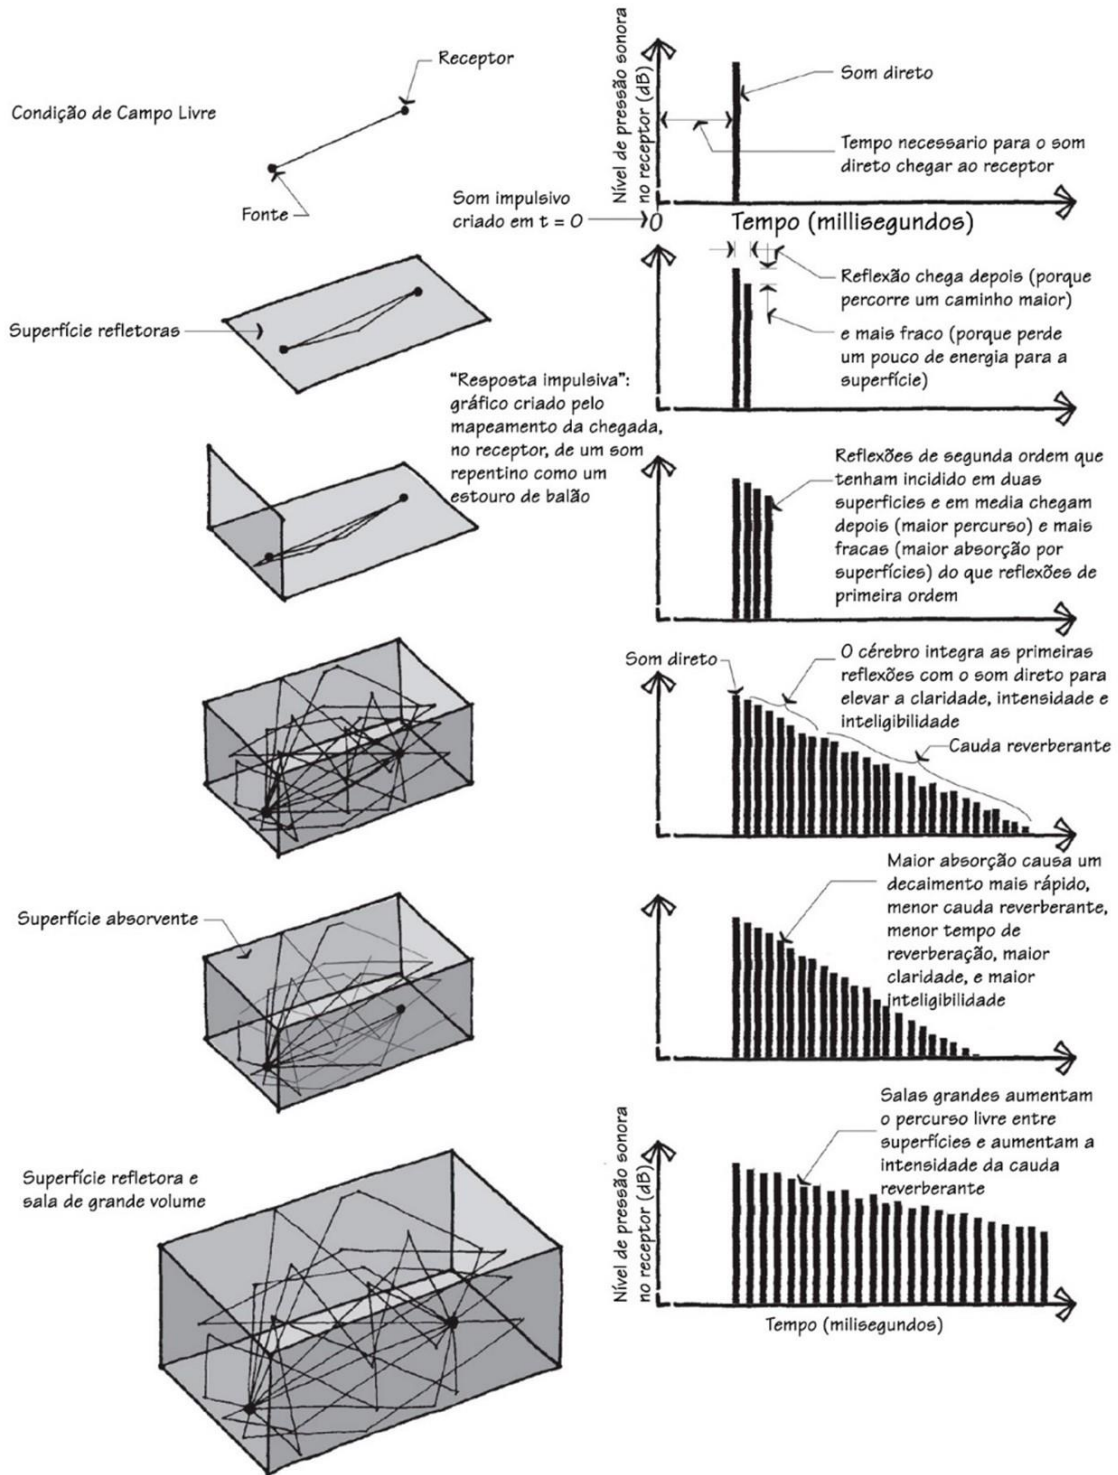 Receptor
Condição de Campo Livre
Fonte
Nível de pressão sonora
no receptor (dB)
Som direto
Tempo necessario para o som
direto chegar ao receptor
Som impulsivo
criado em t = 0
0
Tempo (millisegundos)
Superfície refletoras
Reflexão chega depois (porque
percorre um caminho maior)
e mais fraco (porque perde
um pouco de energia para a
superfície)
"Resposta impulsiva":
gráfico criado pelo
mapeamento da chegada,
no receptor, de um som
repentino como um
estouro de balão
Reflexões de segunda ordem que
tenham incidido em duas
superficies e em media chegam
depois (maior percurso) e mais
fracas (maior absorção por
superfícies) do que reflexões de
primeira ordem
Som direto
O cérebro integra as primeiras
reflexões com o som direto para
elevar a claridade, intensidade e
inteligibilidade
Cauda reverberante
Superfície absorvente
Maior absorção causa um
decaimento mais rápido,
menor cauda reverberante,
menor tempo de
reverberação, maior
claridade, e maior
inteligibilidade
Superfície refletora e
sala de grande volume
Nível de pressão sonora
no receptor (dB)
Salas grandes aumentam
o percurso livre entre
superfícies e aumentam a
intensidade da cauda
reverberante
Tempo (milisegundos)